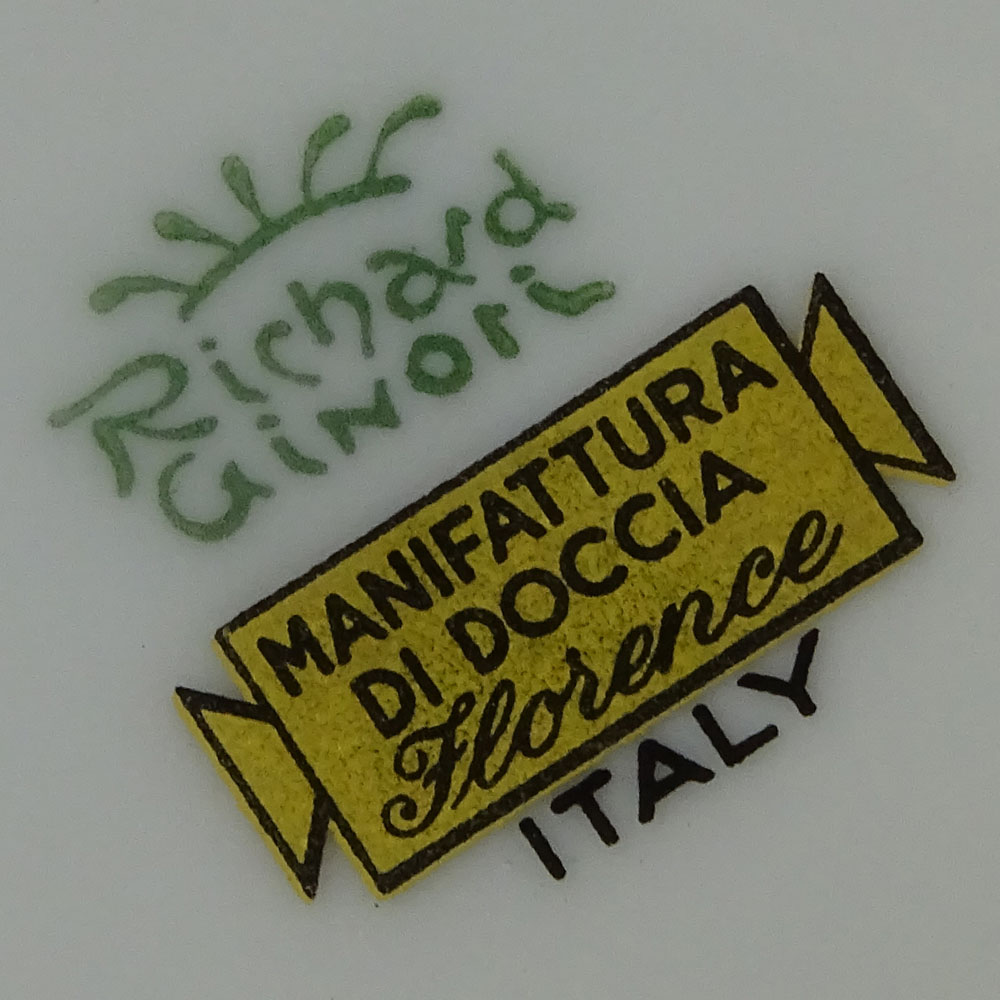 Richard
Ginori
MANIFATTURA
DI DOCCIA
Florence
ITALY